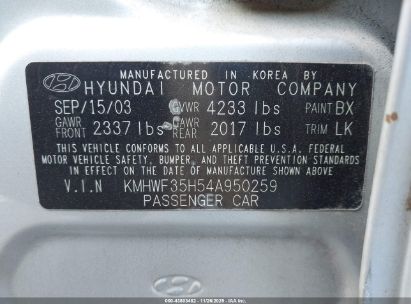 MANUFACTURED IN KOREA BY
HYUNDAI MOTOR COMPANY
SEP/15/03 GVWR 4233 lbs PAINT BX
GAWR FRONT 2337 lbs GAWR REAR 2017 lbs TRIM LK
THIS VEHICLE CONFORMS TO ALL APPLICABLE U.S.A. FEDERAL
MOTOR VEHICLE SAFETY, BUMPER, AND THEFT PREVENTION
STANDARDS IN EFFECT ON THE DATE OF MANUFACTURE SHOWN ABOVE.
V.I.N KMHWF35H54A950259
PASSENGER CAR